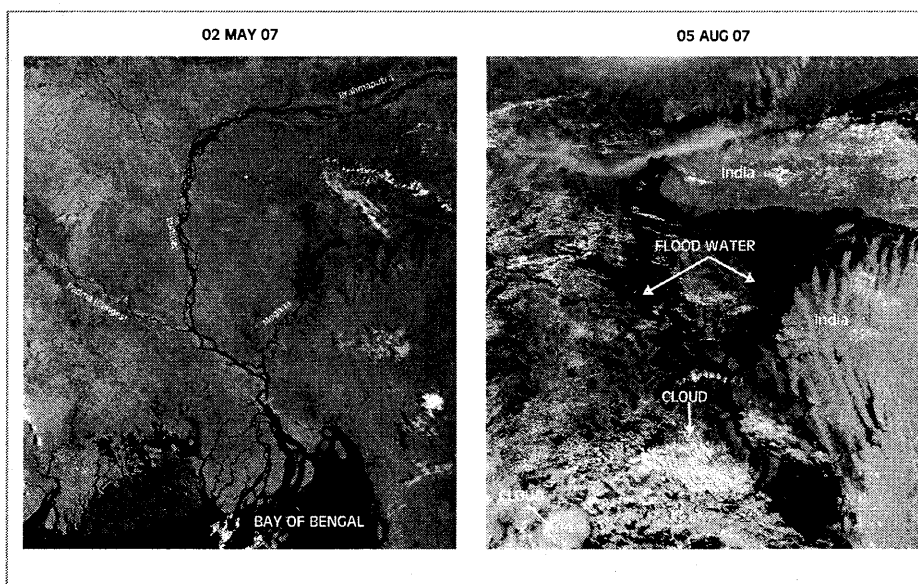 02 MAY 07
05 AUG 07
Brahmaputra
Jamuna
Padma (Ganges)
Meghna
BAY OF BENGAL
India
FLOOD WATER
India
CLOUD
CLOUD